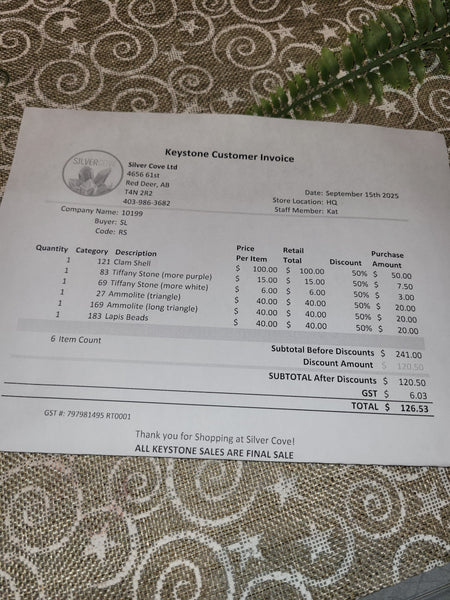 Keystone Customer Invoice
SILVERCOVE
Silver Cove Ltd
4656 61st
Red Deer, AB
T4N 2R2
403-986-3682
Date: September 15th 2025
Store Location: HQ
Staff Member: Kat
Company Name: 10199
Buyer: SL
Code: RS
Quantity Category Description Price Per Item Retail Total Discount Purchase Amount
1 121 Clam Shell $ 100.00 $ 100.00 50% $ 50.00
1 83 Tiffany Stone (more purple) $ 15.00 $ 15.00 50% $ 7.50
1 69 Tiffany Stone (more white) $ 6.00 $ 6.00 50% $ 3.00
1 27 Ammolite (triangle) $ 40.00 $ 40.00 50% $ 20.00
1 169 Ammolite (long triangle) $ 40.00 $ 40.00 50% $ 20.00
1 183 Lapis Beads $ 40.00 $ 40.00 50% $ 20.00
6 Item Count
Subtotal Before Discounts $ 241.00
Discount Amount $ 120.50
SUBTOTAL After Discounts $ 120.50
GST $ 6.03
TOTAL $ 126.53
GST #: 797981495 RT0001
Thank you for Shopping at Silver Cove!
ALL KEYSTONE SALES ARE FINAL SALE